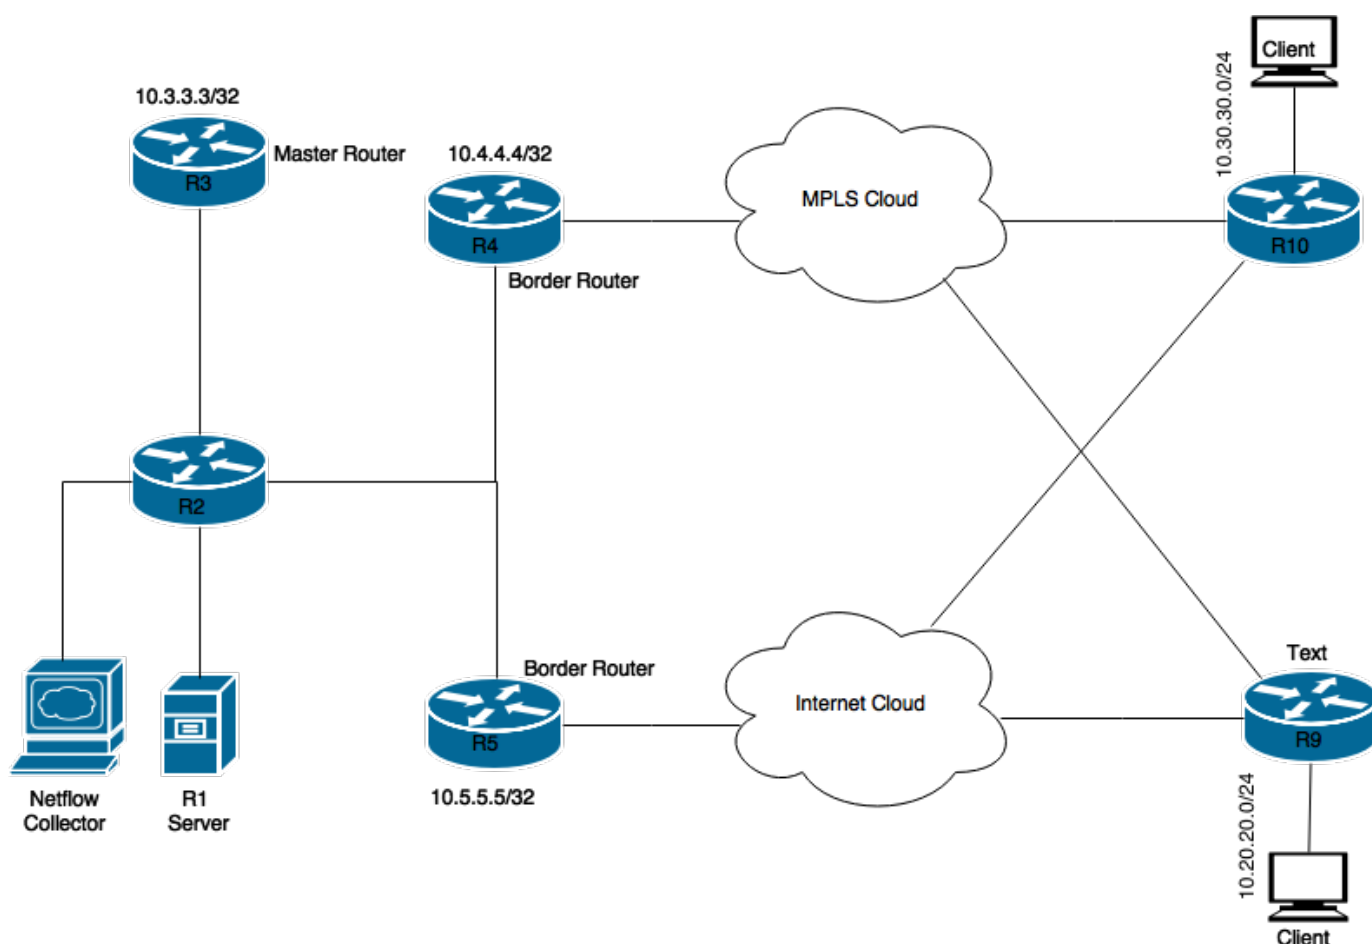 Client
10.30.30.0/24
10.3.3.3/32
Master Router
R3
10.4.4.4/32
R4
Border Router
MPLS Cloud
R10
R2
Border Router
R5
10.5.5.5/32
Internet Cloud
Text
R9
10.20.20.0/24
Netflow
Collector
R1
Server
Client